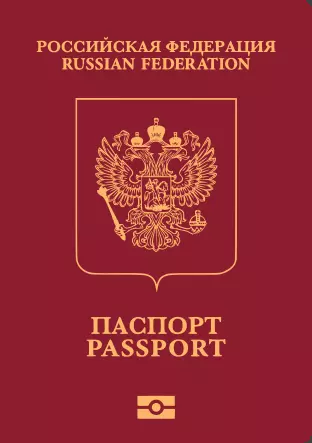 РОССИЙСКАЯ ФЕДЕРАЦИЯ
RUSSIAN FEDERATION
ПАСПОРТ
PASSPORT